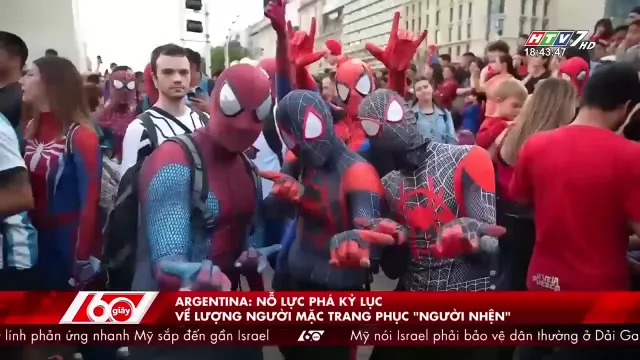 HTV7 HD
18:43:47
60 giây
ARGENTINA: NỖ LỰC PHÁ KỶ LỤC
VỀ LƯỢNG NGƯỜI MẶC TRANG PHỤC "NGƯỜI NHỆN"
lính phản ứng nhanh Mỹ sắp đến gần Israel
Mỹ nói Israel phải bảo vệ dân thường ở Dải Ga